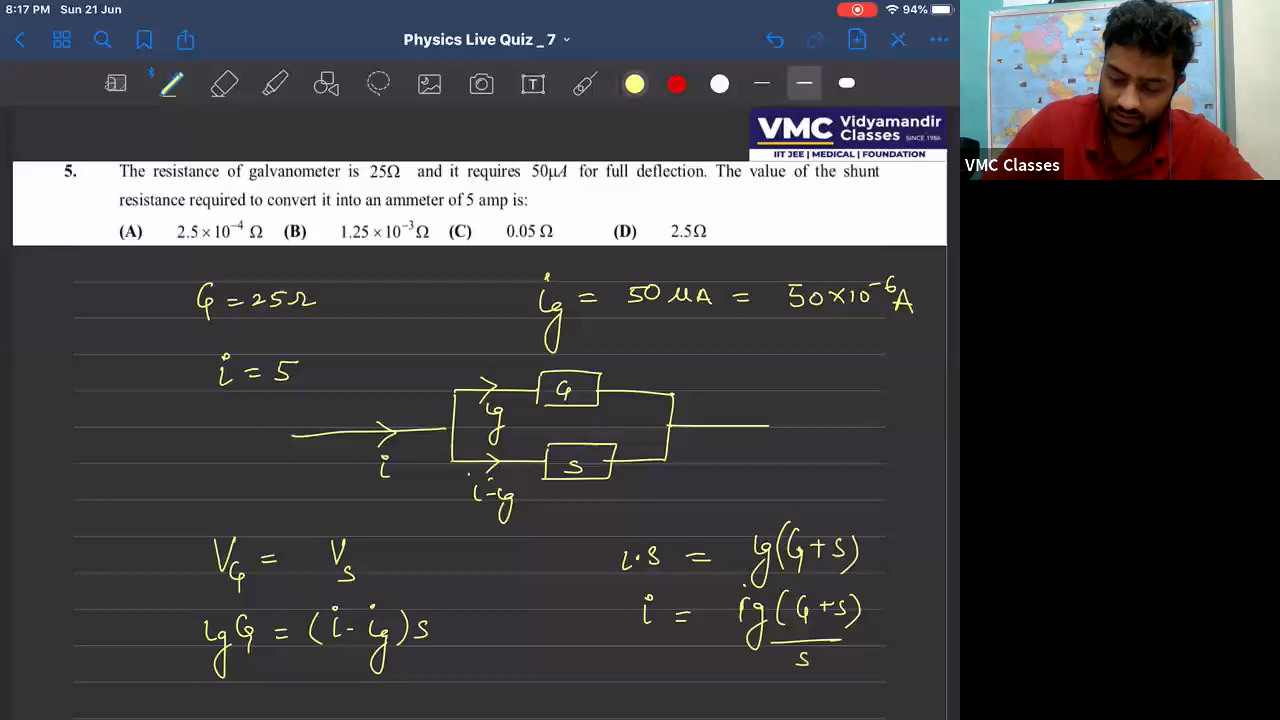 8:17 PM Sun 21 Jun
94%
Physics Live Quiz _ 7
T
VMC Vidyamandir Classes SINCE 1986
IIT JEE | MEDICAL | FOUNDATION
VMC Classes
5. The resistance of galvanometer is 25Ω and it requires 50μA for full deflection. The value of the shunt
resistance required to convert it into an ammeter of 5 amp is:
(A) 2.5 × 10⁻⁴ Ω (B) 1.25 × 10⁻³ Ω (C) 0.05 Ω (D) 2.5Ω
G = 25Ω
ig = 50 μA = 50×10⁻⁶ A
i = 5
G
ig
i
S
i-ig
V_G = V_S
i.S = ig(G+S)
igG = (i - ig)S
i = ig(G+S)/S